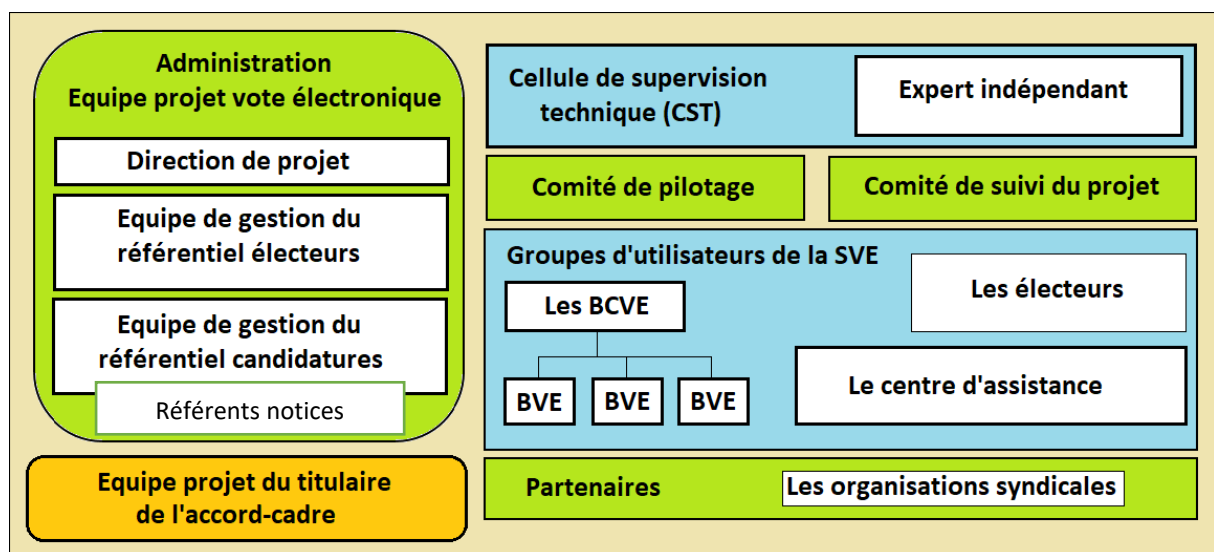 Administration
Equipe projet vote électronique
Direction de projet
Equipe de gestion du
référentiel électeurs
Equipe de gestion du
référentiel candidatures
Référents notices
Equipe projet du titulaire
de l'accord-cadre
Cellule de supervision
technique (CST)
Expert indépendant
Comité de pilotage
Comité de suivi du projet
Groupes d'utilisateurs de la SVE
Les BCVE
BVE
BVE
BVE
Les électeurs
Le centre d'assistance
Partenaires
Les organisations syndicales